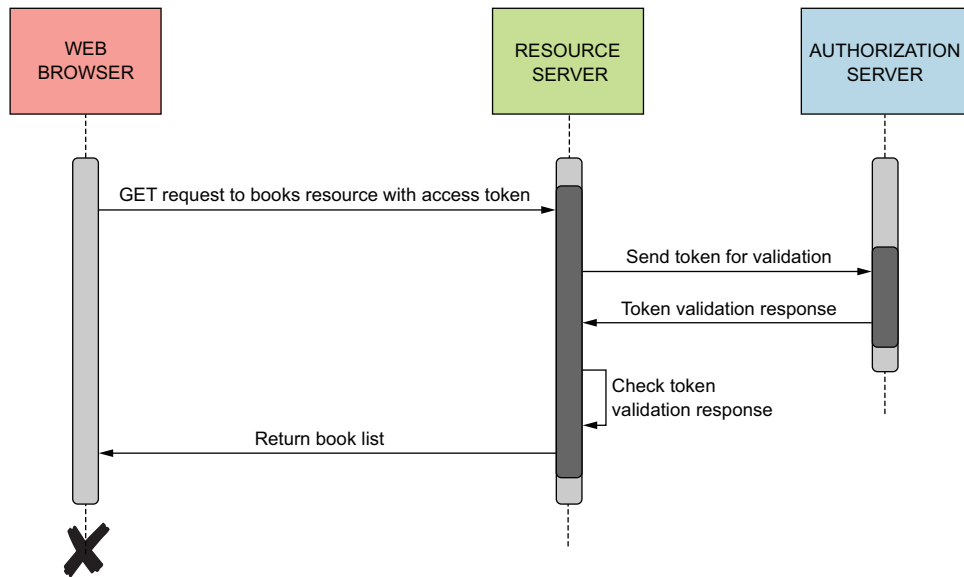 WEB
BROWSER
RESOURCE
SERVER
AUTHORIZATION
SERVER
GET request to books resource with access token
Send token for validation
Token validation response
Check token
validation response
Return book list